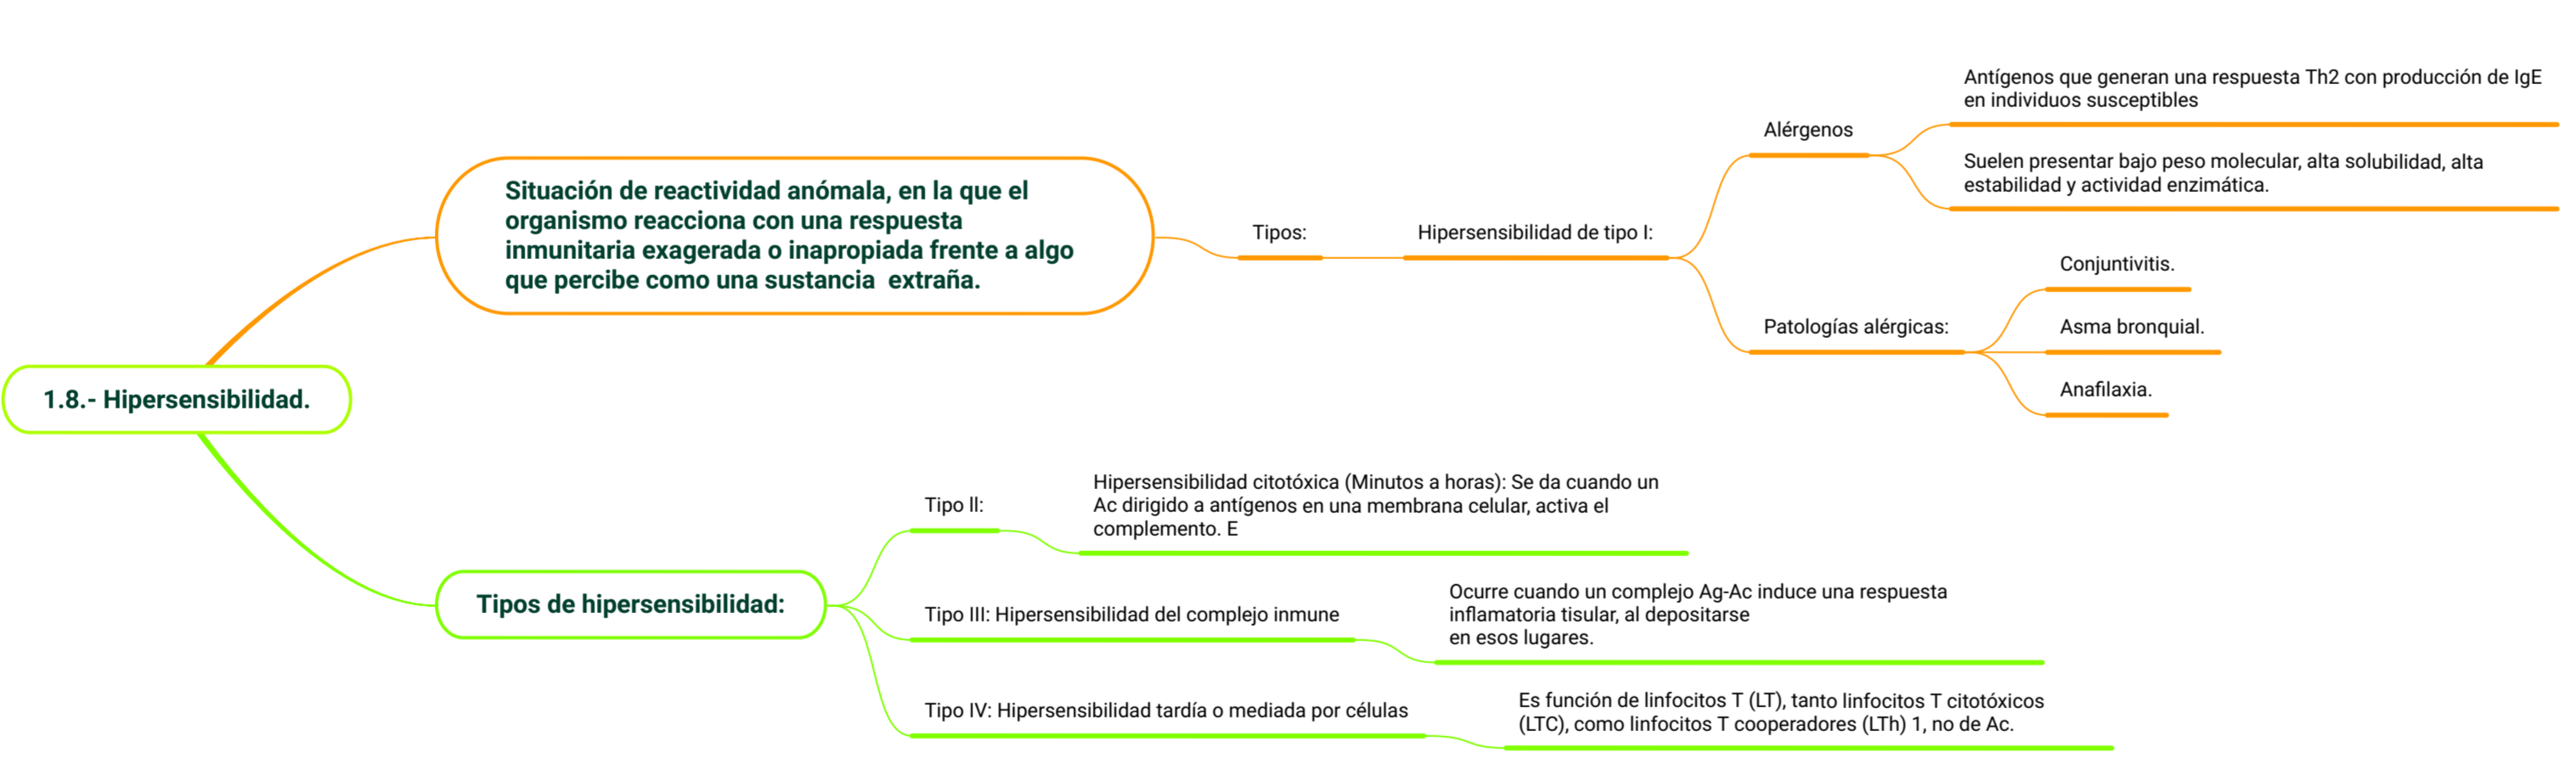 1.8.- Hipersensibilidad.
Situación de reactividad anómala, en la que el
organismo reacciona con una respuesta
inmunitaria exagerada o inapropiada frente a algo
que percibe como una sustancia  extraña.
Tipos:
Hipersensibilidad de tipo I:
Alérgenos
Antígenos que generan una respuesta Th2 con producción de IgE
en individuos susceptibles
Suelen presentar bajo peso molecular, alta solubilidad, alta
estabilidad y actividad enzimática.
Patologías alérgicas:
Conjuntivitis.
Asma bronquial.
Anafilaxia.
Tipos de hipersensibilidad:
Tipo ll:
Hipersensibilidad citotóxica (Minutos a horas): Se da cuando un
Ac dirigido a antígenos en una membrana celular, activa el
complemento. E
Tipo III: Hipersensibilidad del complejo inmune
Ocurre cuando un complejo Ag-Ac induce una respuesta
inflamatoria tisular, al depositarse
en esos lugares.
Tipo IV: Hipersensibilidad tardía o mediada por células
Es función de linfocitos T (LT), tanto linfocitos T citotóxicos
(LTC), como linfocitos T cooperadores (LTh) 1, no de Ac.